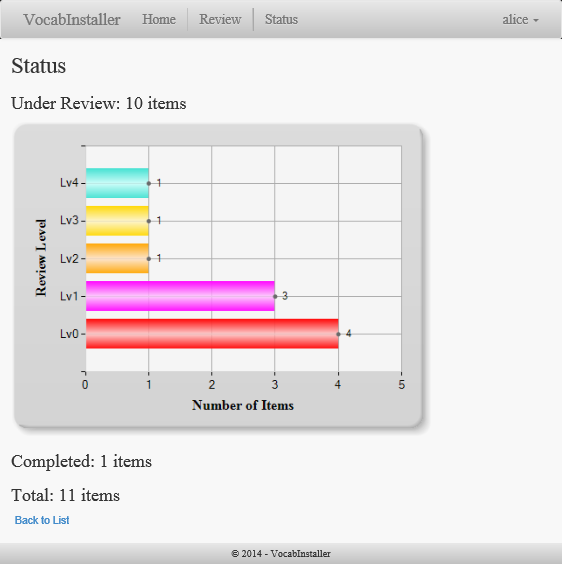 VocabInstaller Home Review Status alice
Status
Under Review: 10 items
Review Level
Lv4 1
Lv3 1
Lv2 1
Lv1 3
Lv0 4
0 1 2 3 4 5
Number of Items
Completed: 1 items
Total: 11 items
Back to List
© 2014 - VocabInstaller